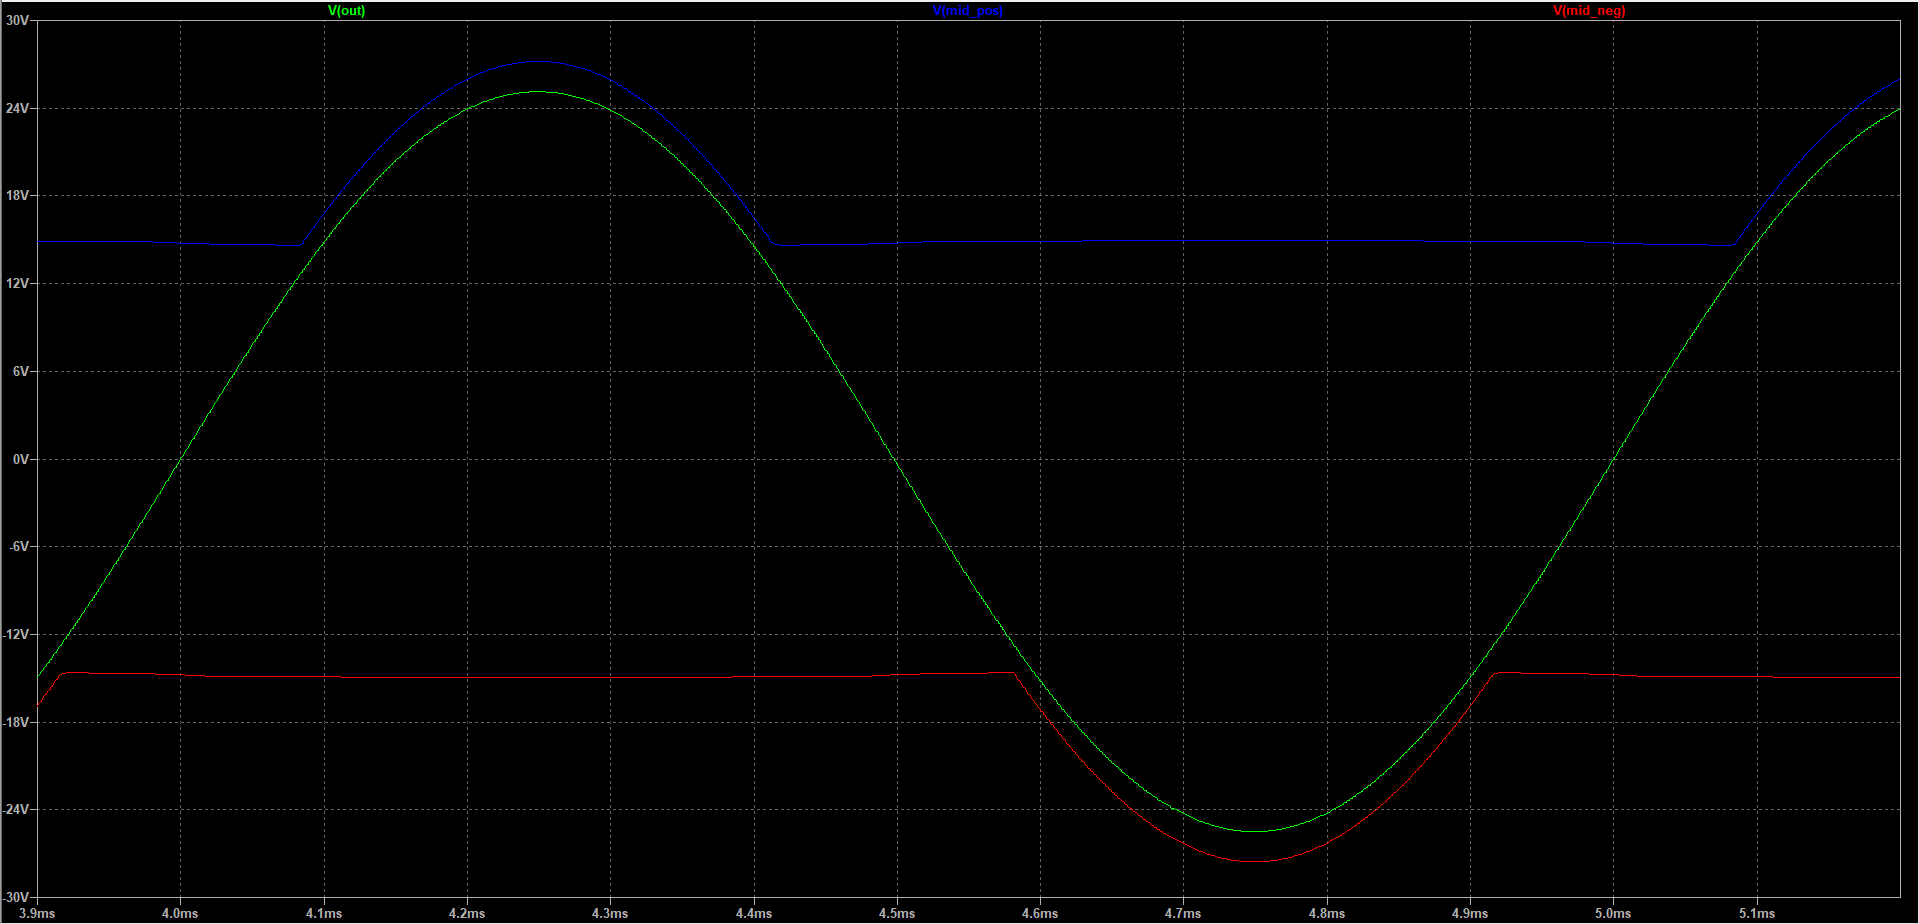 V(out) V(mid_pos) V(mid_neg)
30V
24V
18V
12V
6V
0V
-6V
-12V
-18V
-24V
-30V
3.9ms 4.0ms 4.1ms 4.2ms 4.3ms 4.4ms 4.5ms 4.6ms 4.7ms 4.8ms 4.9ms 5.0ms 5.1ms